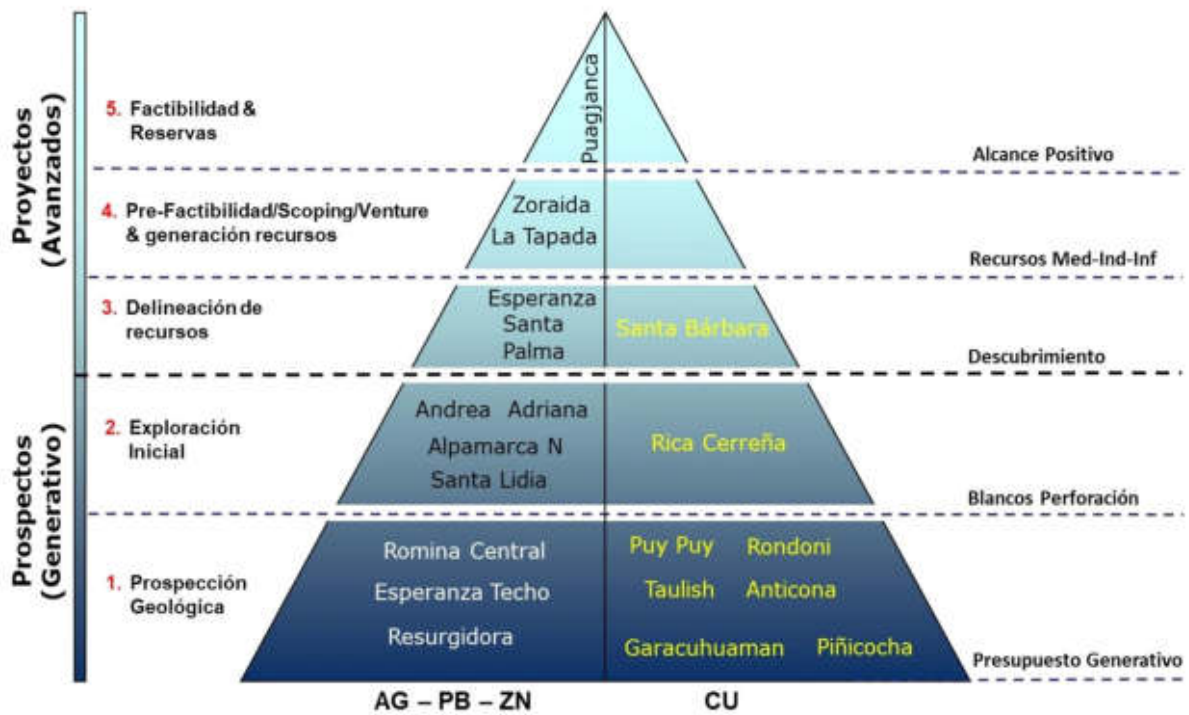 Proyectos
(Avanzados)
5. Factibilidad &
Reservas
Puagjanca
Alcance Positivo
4. Pre-Factibilidad/Scoping/Venture
& generación recursos
Zoraida
La Tapada
Recursos Med-Ind-Inf
3. Delineación de
recursos
Esperanza
Santa
Palma
Santa Bárbara
Descubrimiento
Prospectos
(Generativo)
2. Exploración
Inicial
Andrea Adriana
Alpamarca N
Santa Lidia
Rica Cerreña
Blancos Perforación
1. Prospección
Geológica
Romina Central
Esperanza Techo
Resurgidora
Puy Puy Rondoni
Taulish Anticona
Garacuhuaman Piñicocha
Presupuesto Generativo
AG – PB – ZN
CU